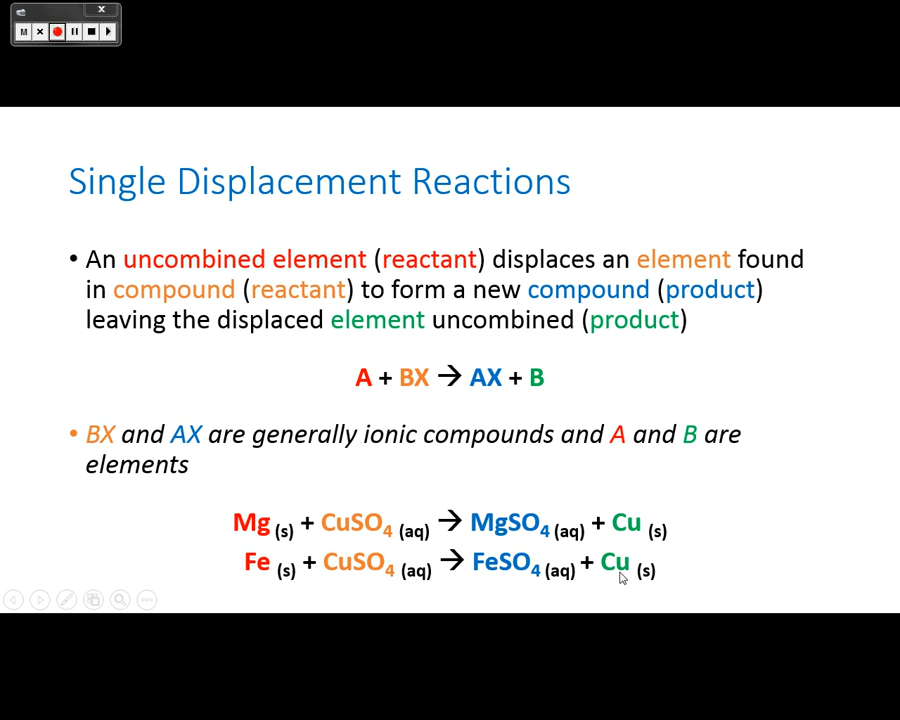 M
Single Displacement Reactions
• An uncombined element (reactant) displaces an element found
in compound (reactant) to form a new compound (product)
leaving the displaced element uncombined (product)
A + BX → AX + B
• BX and AX are generally ionic compounds and A and B are
elements
Mg (s) + CuSO4 (aq) → MgSO4 (aq) + Cu (s)
Fe (s) + CuSO4 (aq) → FeSO4 (aq) + Cu (s)